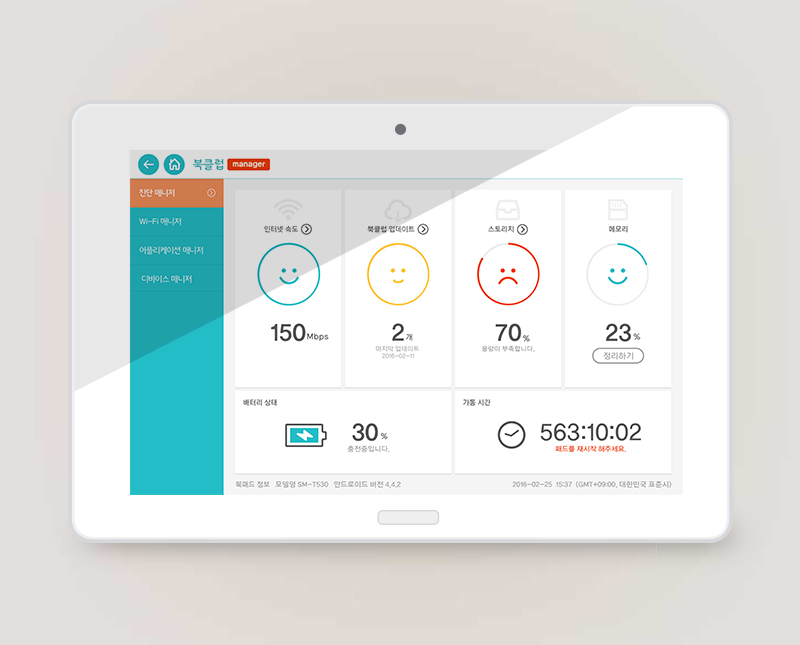 북클럽 manager
진단 매니저
Wi-Fi 매니저
어플리케이션 매니저
디바이스 매니저
인터넷 속도
150 Mbps
북클럽 업데이트
2 개
마지막 업데이트
2016-02-11
스토리지
70 %
용량이 부족합니다.
메모리
23 %
정리하기
배터리 상태
30 %
충전중입니다.
가동 시간
563:10:02
패드를 재시작 해주세요.
북패드 정보 모델명 SM-T530 안드로이드 버전 4,4,2
2016-02-25 15:37 (GMT+09:00, 대한민국 표준시)